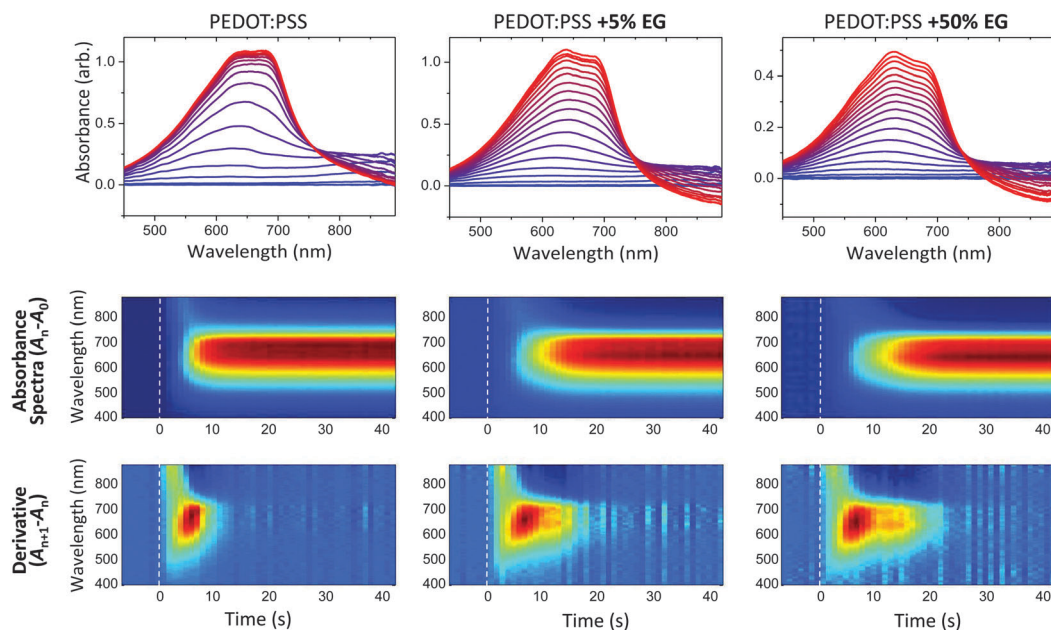 PEDOT:PSS
PEDOT:PSS +5% EG
PEDOT:PSS +50% EG
Absorbance (arb.)
1.0
0.5
0.0
1.0
0.5
0.0
0.4
0.2
0.0
500 600 700 800
500 600 700 800
500 600 700 800
Wavelength (nm)
Wavelength (nm)
Wavelength (nm)
Absorbance
Spectra (An-A0)
Wavelength (nm)
800
700
600
500
400
800
700
600
500
400
800
700
600
500
400
0 10 20 30 40
0 10 20 30 40
0 10 20 30 40
Derivative
(An+1-An)
Wavelength (nm)
800
700
600
500
400
800
700
600
500
400
800
700
600
500
400
0 10 20 30 40
0 10 20 30 40
0 10 20 30 40
Time (s)
Time (s)
Time (s)